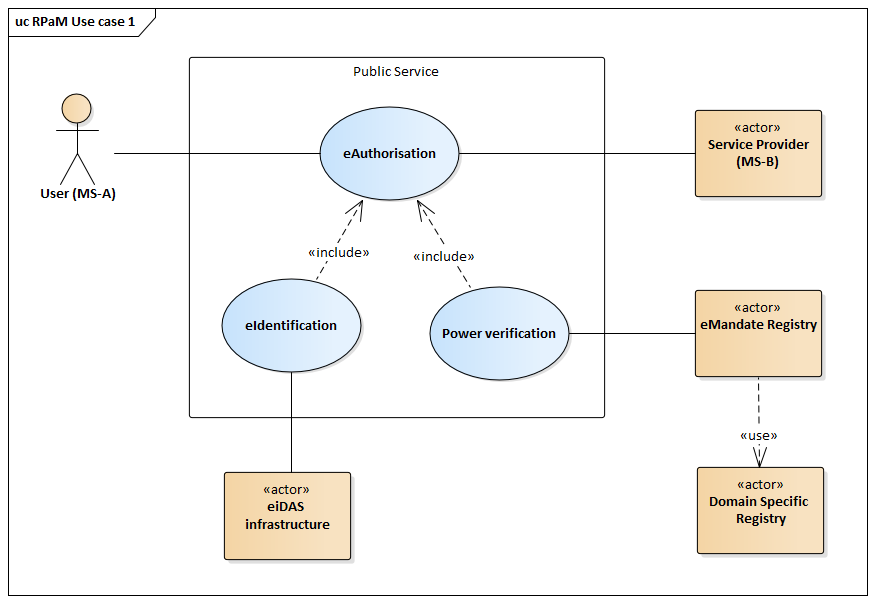 uc RPaM Use case 1
Public Service
User (MS-A)
eAuthorisation
«actor»
Service Provider
(MS-B)
«include»
«include»
eIdentification
Power verification
«actor»
eMandate Registry
«use»
«actor»
eiDAS
infrastructure
«actor»
Domain Specific
Registry